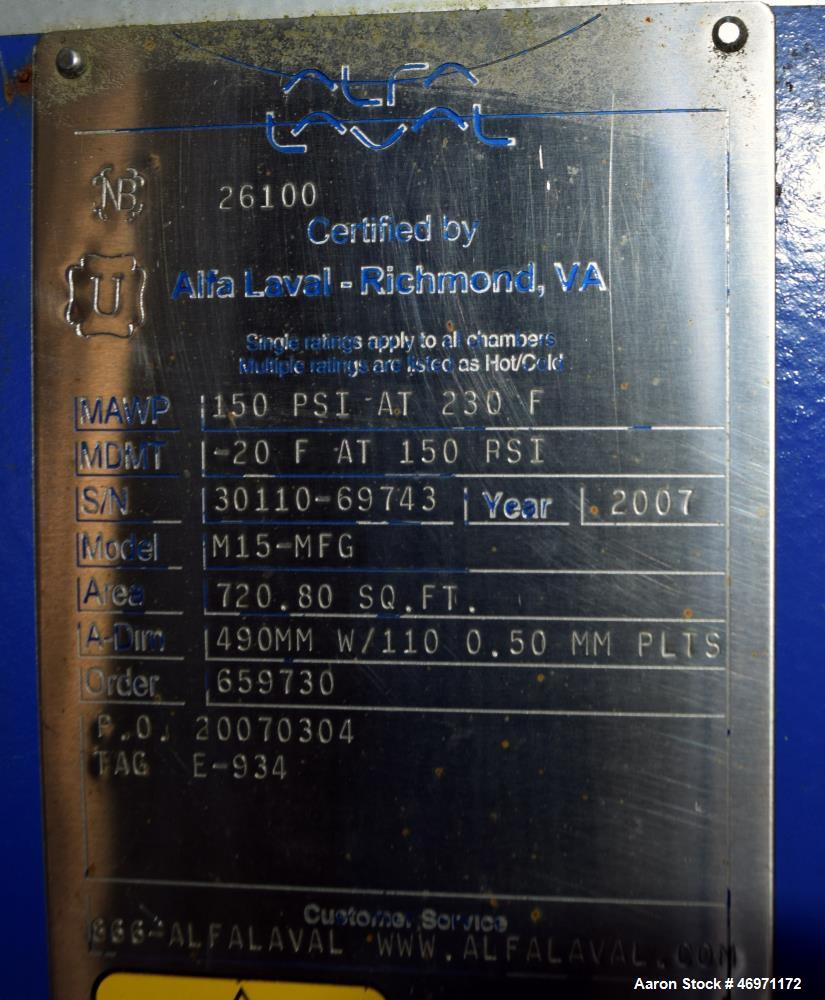 ALFA
LAVAL
NB 26100
Certified by
U Alfa Laval - Richmond, VA
Single ratings apply to all chambers
Multiple ratings are listed as Hot/Cold
MAWP 150 PSI AT 230 F
MDMT -20 F AT 150 PSI
S/N 30110-69743 Year 2007
Model M15-MFG
Area 720.80 SQ.FT.
A-Dim 490MM W/110 0.50 MM PLTS
Order 659730
P.O. 20070304
TAG E-934
Customer Service
866-ALFALAVAL WWW.ALFALAVAL.COM
Aaron Stock # 46971172